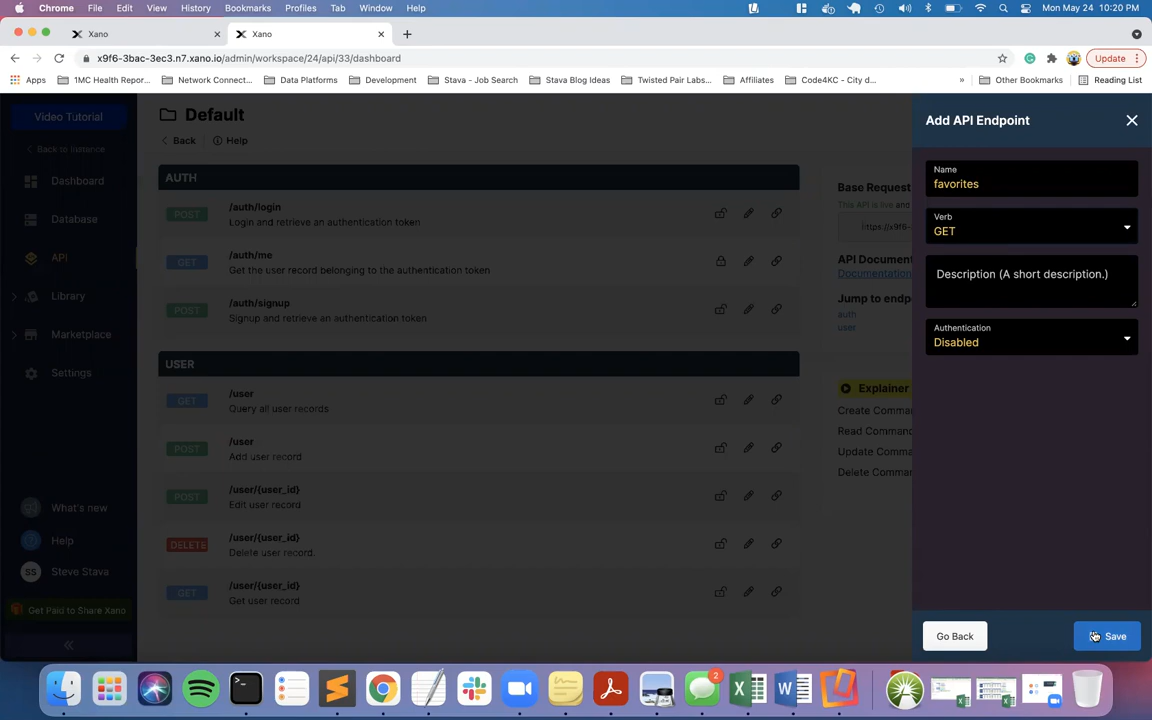 Chrome File Edit View History Bookmarks Profiles Tab Window Help Mon May 24 10:20 PM
Xano Xano
x9f6-3bac-3ec3.n7.xano.io/admin/workspace/24/api/33/dashboard Update
Apps 1MC Health Repor... Network Connect... Data Platforms Development Stava - Job Search Stava Blog Ideas Twisted Pair Labs... Affiliates Code4KC - City d... » Other Bookmarks Reading List
Video Tutorial
Back to Instance
Dashboard
Database
API
Library
Marketplace
Settings
What's new
Help
SS Steve Stava
Get Paid to Share Xano
Default
Back Help
AUTH
POST /auth/login
Login and retrieve an authentication token
GET /auth/me
Get the user record belonging to the authentication token
POST /auth/signup
Signup and retrieve an authentication token
USER
GET /user
Query all user records
POST /user
Add user record
POST /user/{user_id}
Edit user record
DELETE /user/{user_id}
Delete user record.
GET /user/{user_id}
Get user record
Base Request
This API is live and
https://x9f6-
API Document
Documentation
Jump to endp
auth
user
Explainer
Create Comma
Read Comma
Update Comma
Delete Comma
Add API Endpoint
Name
favorites
Verb
GET
Description (A short description.)
Authentication
Disabled
Go Back Save
2